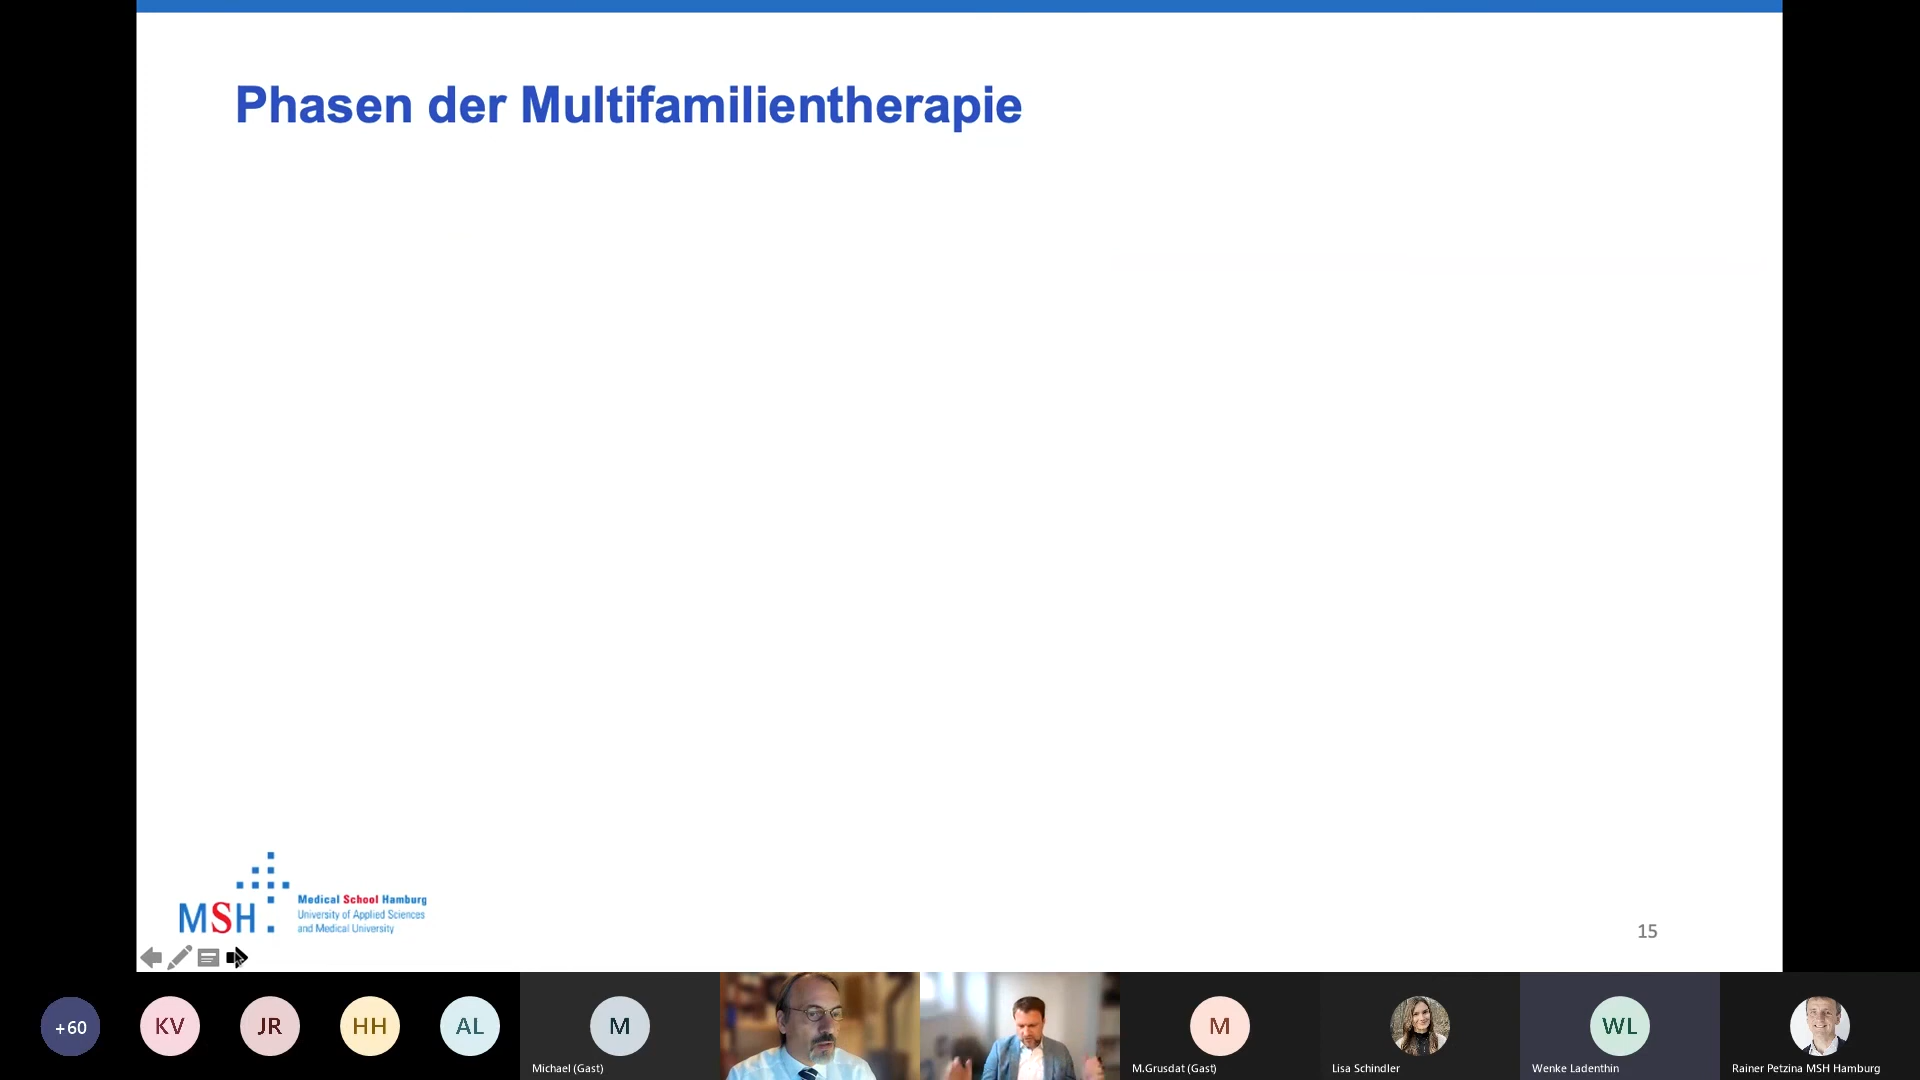 Phasen der Multifamilientherapie
MSH
Medical School Hamburg
University of Applied Sciences
and Medical University
15
+60
KV
JR
HH
AL
M
Michael (Gast)
M
M.Grusdat (Gast)
Lisa Schindler
WL
Wenke Ladenthin
Rainer Petzina MSH Hamburg